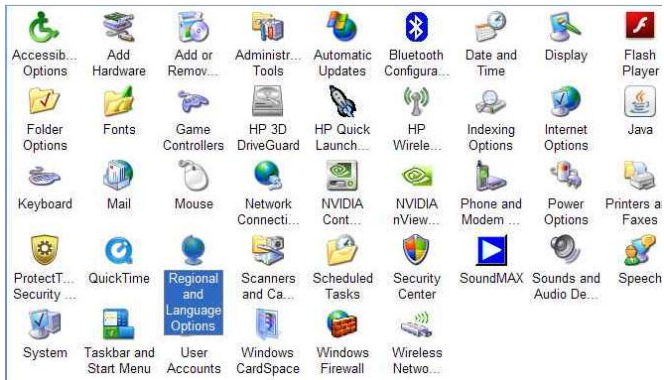 Accessib... Add Add or Administr... Automatic Bluetooth Date and Display Flash
Options Hardware Remov... Tools Updates Configura... Time Player
Folder Fonts Game HP 3D HP Quick HP Indexing Internet Java
Options Controllers DriveGuard Launch... Wirele... Options Options
Keyboard Mail Mouse Network NVIDIA NVIDIA Phone and Power Printers an
Connecti... Cont... nView... Modem ... Options Faxes
ProtectT... QuickTime Regional Scanners Scheduled Security SoundMAX Sounds and Speech
Security ... and and Ca... Tasks Center Audio De...
Language
Options
System Taskbar and User Windows Windows Wireless
Start Menu Accounts CardSpace Firewall Netwo...